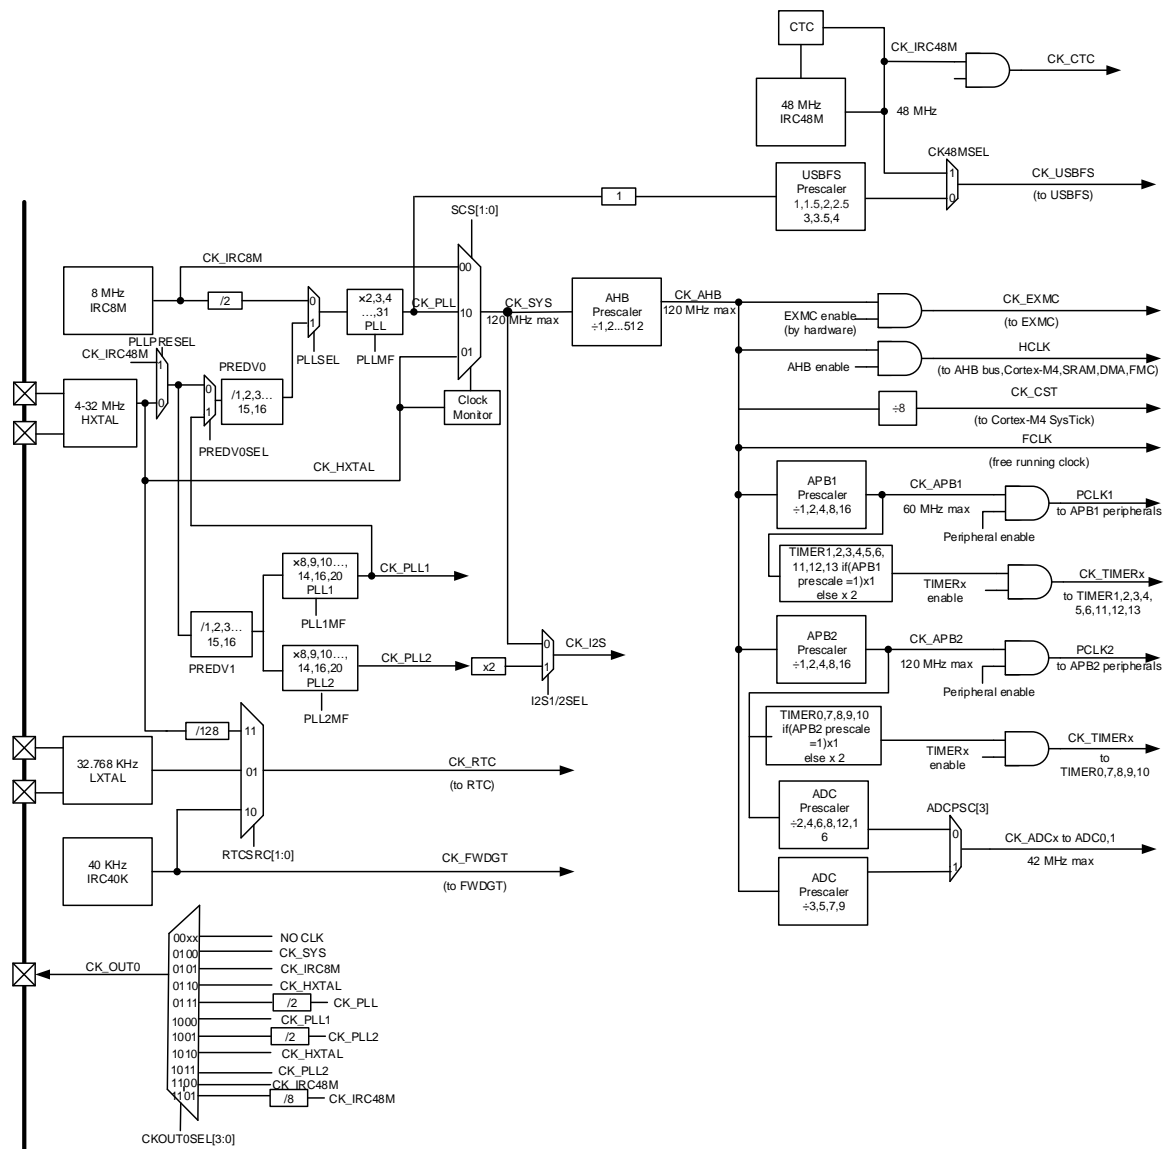 CTC
CK_IRC48M
CK_CTC
48 MHz
IRC48M
48 MHz
CK48MSEL
1
0
CK_USBFS
(to USBFS)
USBFS
Prescaler
1,1.5,2,2.5
3,3.5,4
1
SCS[1:0]
CK_IRC8M
00
10
01
8 MHz
IRC8M
/2
0
1
PLLSEL
×2,3,4
…,31
PLL
PLLMF
CK_PLL
CK_SYS
120 MHz max
AHB
Prescaler
÷1,2...512
CK_AHB
120 MHz max
EXMC enable
(by hardware)
CK_EXMC
(to EXMC)
AHB enable
HCLK
(to AHB bus,Cortex-M4,SRAM,DMA,FMC)
÷8
CK_CST
(to Cortex-M4 SysTick)
FCLK
(free running clock)
PLLPRESEL
CK_IRC48M
1
0
4-32 MHz
HXTAL
0
1
PREDV0SEL
PREDV0
/1,2,3…
15,16
Clock
Monitor
CK_HXTAL
APB1
Prescaler
÷1,2,4,8,16
CK_APB1
60 MHz max
Peripheral enable
PCLK1
to APB1 peripherals
TIMER1,2,3,4,5,6,
11,12,13 if(APB1
prescale =1)x1
else x 2
TIMERx
enable
CK_TIMERx
to TIMER1,2,3,4,
5,6,11,12,13
×8,9,10…,
14,16,20
PLL1
PLL1MF
CK_PLL1
/1,2,3…
15,16
PREDV1
×8,9,10…,
14,16,20
PLL2
PLL2MF
CK_PLL2
x2
0
1
I2S1/2SEL
CK_I2S
APB2
Prescaler
÷1,2,4,8,16
CK_APB2
120 MHz max
Peripheral enable
PCLK2
to APB2 peripherals
TIMER0,7,8,9,10
if(APB2 prescale
=1)x1
else x 2
TIMERx
enable
CK_TIMERx
to
TIMER0,7,8,9,10
/128
11
01
10
RTCSRC[1:0]
32.768 KHz
LXTAL
CK_RTC
(to RTC)
40 KHz
IRC40K
CK_FWDGT
(to FWDGT)
ADC
Prescaler
÷2,4,6,8,12,1
6
ADC
Prescaler
÷3,5,7,9
ADCPSC[3]
0
1
CK_ADCx to ADC0,1
42 MHz max
CK_OUT0
00xx NO CLK
0100 CK_SYS
0101 CK_IRC8M
0110 CK_HXTAL
0111 /2 CK_PLL
1000 CK_PLL1
1001 /2 CK_PLL2
1010 CK_HXTAL
1011 CK_PLL2
1100 CK_IRC48M
1101 /8 CK_IRC48M
CKOUT0SEL[3:0]